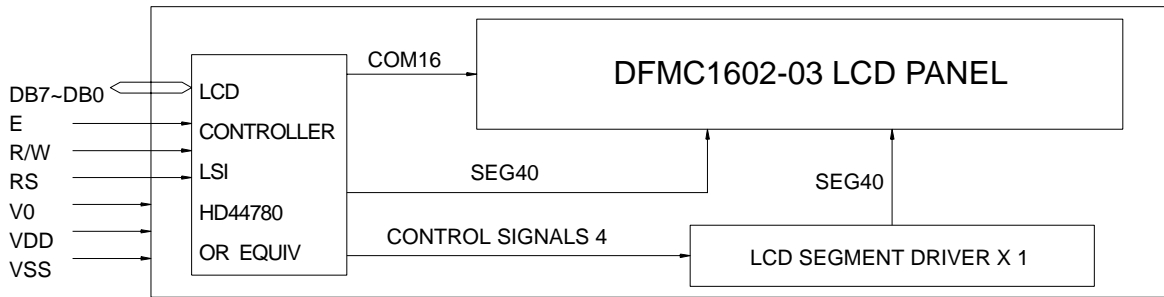 COM16
DFMC1602-03 LCD PANEL
DB7~DB0
LCD
E
CONTROLLER
R/W
LSI
RS
SEG40
SEG40
V0
HD44780
VDD
OR EQUIV
CONTROL SIGNALS 4
LCD SEGMENT DRIVER X 1
VSS